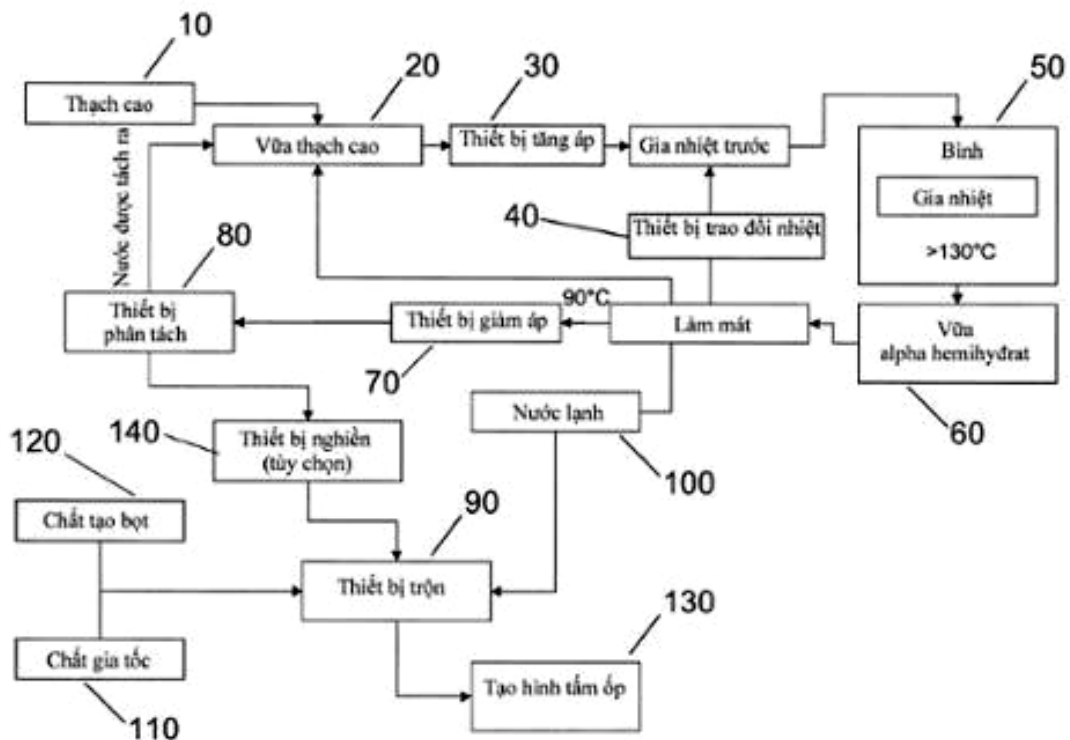 10
Thạch cao
20
Vữa thạch cao
30
Thiết bị tăng áp
Gia nhiệt trước
50
Bình
Gia nhiệt
>130°C
Nước được tách ra
40
Thiết bị trao đổi nhiệt
80
Thiết bị
phân tách
Thiết bị giảm áp
70
90°C
Làm mát
Vữa
alpha hemihyđrat
60
Nước lạnh
100
140
Thiết bị nghiền
(tùy chọn)
120
Chất tạo bọt
90
Thiết bị trộn
Chất gia tốc
110
130
Tạo hình tấm ốp